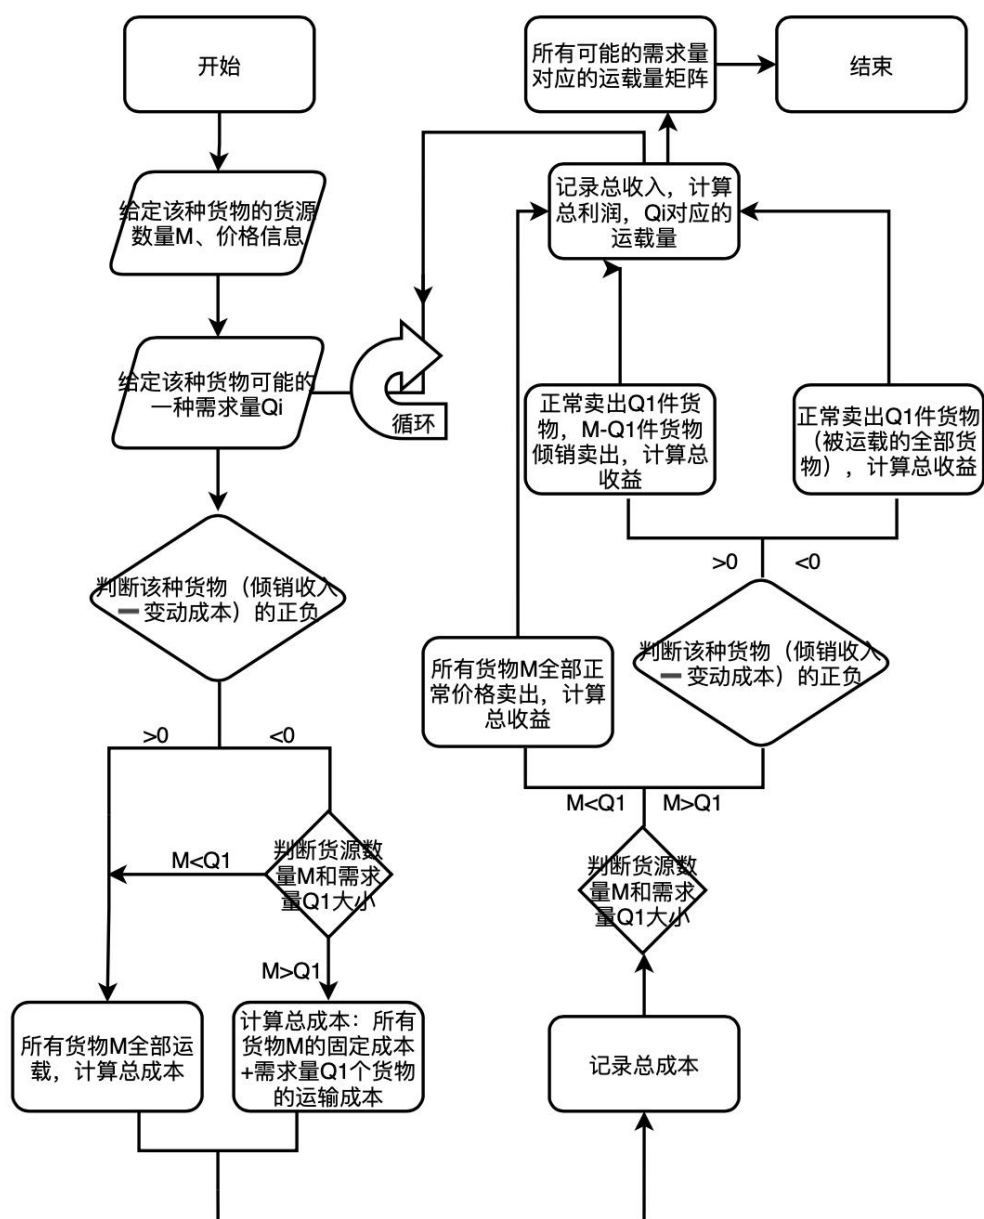 开始
给定该种货物的货源
数量M、价格信息
给定该种货物可能的
一种需求量Qi
循环
判断该种货物（倾销收入
一变动成本）的正负
>0
<0
判断货源数
量M和需求
量Q1大小
M<Q1
M>Q1
所有货物M全部运
载，计算总成本
计算总成本：所有
货物M的固定成本
+需求量Q1个货物
的运输成本
记录总成本
判断货源数
量M和需求
量Q1大小
M<Q1
M>Q1
所有货物M全部正
常价格卖出，计算
总收益
判断该种货物（倾销收入
一变动成本）的正负
>0
<0
正常卖出Q1件货
物，M-Q1件货物
倾销卖出，计算总
收益
正常卖出Q1件货物
（被运载的全部货
物），计算总收益
记录总收入，计算
总利润，Qi对应的
运载量
所有可能的需求量
对应的运载量矩阵
结束